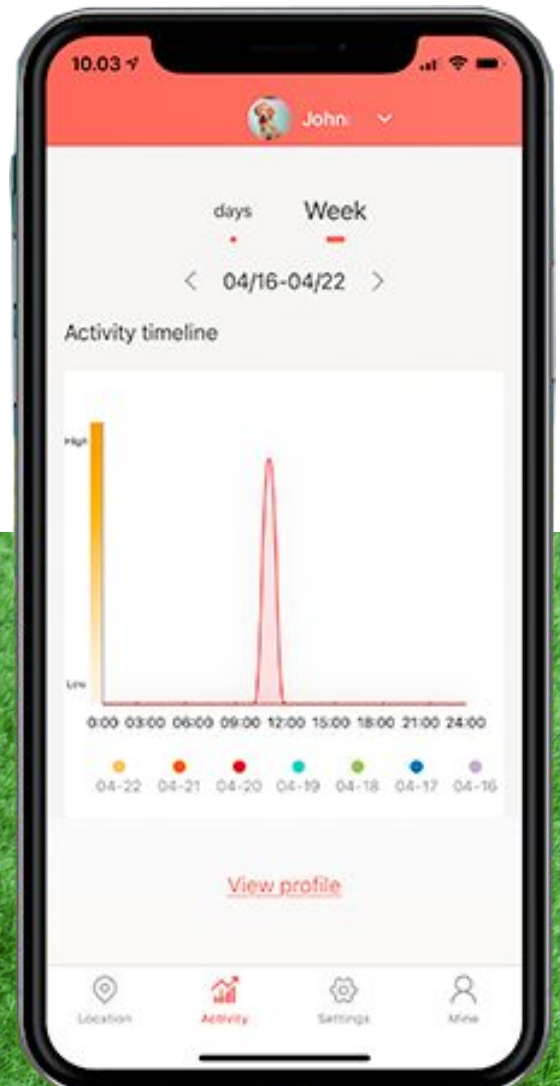 10.03
John
days Week
04/16-04/22
Activity timeline
High
Low
0:00 03:00 06:00 09:00 12:00 15:00 18:00 21:00 24:00
04-22 04-21 04-20 04-19 04-18 04-17 04-16
View profile
Location Activity Settings Mine